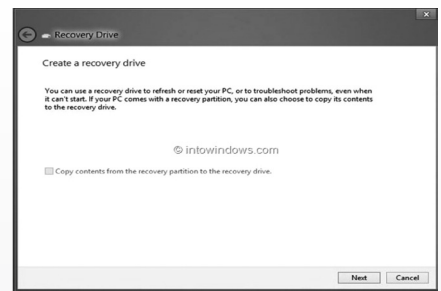 Recovery Drive
Create a recovery drive
You can use a recovery drive to refresh or reset your PC, or to troubleshoot problems, even when
it can't start. If your PC comes with a recovery partition, you can also choose to copy its contents
to the recovery drive.
© intowindows.com
Copy contents from the recovery partition to the recovery drive.
Next Cancel